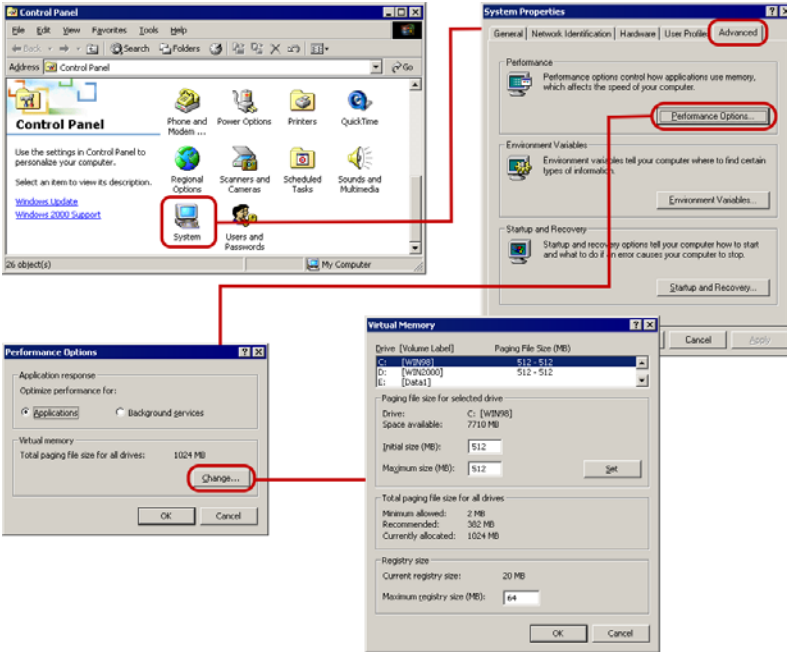 Control Panel
File Edit View Favorites Tools Help
Back Search Folders
Address Control Panel Go
Control Panel
Use the settings in Control Panel to
personalize your computer.
Select an item to view its description.
Windows Update
Windows 2000 Support
Phone and
Modem ...
Power Options
Printers
QuickTime
Regional
Options
Scanners and
Cameras
Scheduled
Tasks
Sounds and
Multimedia
System
Users and
Passwords
26 object(s) My Computer
System Properties
General Network Identification Hardware User Profiles Advanced
Performance
Performance options control how applications use memory,
which affects the speed of your computer.
Performance Options...
Environment Variables
Environment variables tell your computer where to find certain
types of information.
Environment Variables...
Startup and Recovery
Startup and recovery options tell your computer how to start
and what to do if an error causes your computer to stop.
Startup and Recovery...
Cancel Apply
Performance Options
Application response
Optimize performance for:
Applications Background services
Virtual memory
Total paging file size for all drives: 1024 MB
Change...
OK Cancel
Virtual Memory
Drive [Volume Label] Paging File Size (MB)
C: [WIN98] 512 - 512
D: [WIN2000] 512 - 512
E: [Data1]
Paging file size for selected drive
Drive: C: [WIN98]
Space available: 7710 MB
Initial size (MB): 512
Maximum size (MB): 512 Set
Total paging file size for all drives
Minimum allowed: 2 MB
Recommended: 382 MB
Currently allocated: 1024 MB
Registry size
Current registry size: 20 MB
Maximum registry size (MB): 64
OK Cancel